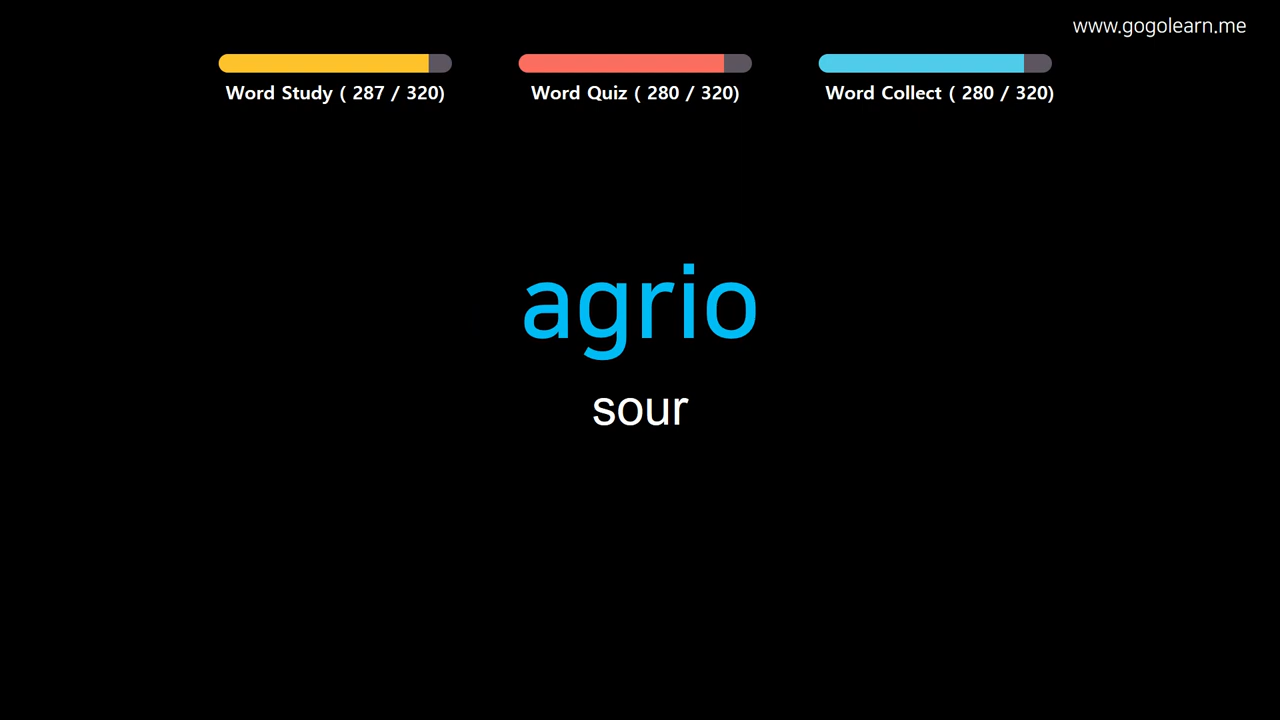 www.gogolearn.me
Word Study ( 287 / 320)
Word Quiz ( 280 / 320)
Word Collect ( 280 / 320)
agrio
sour